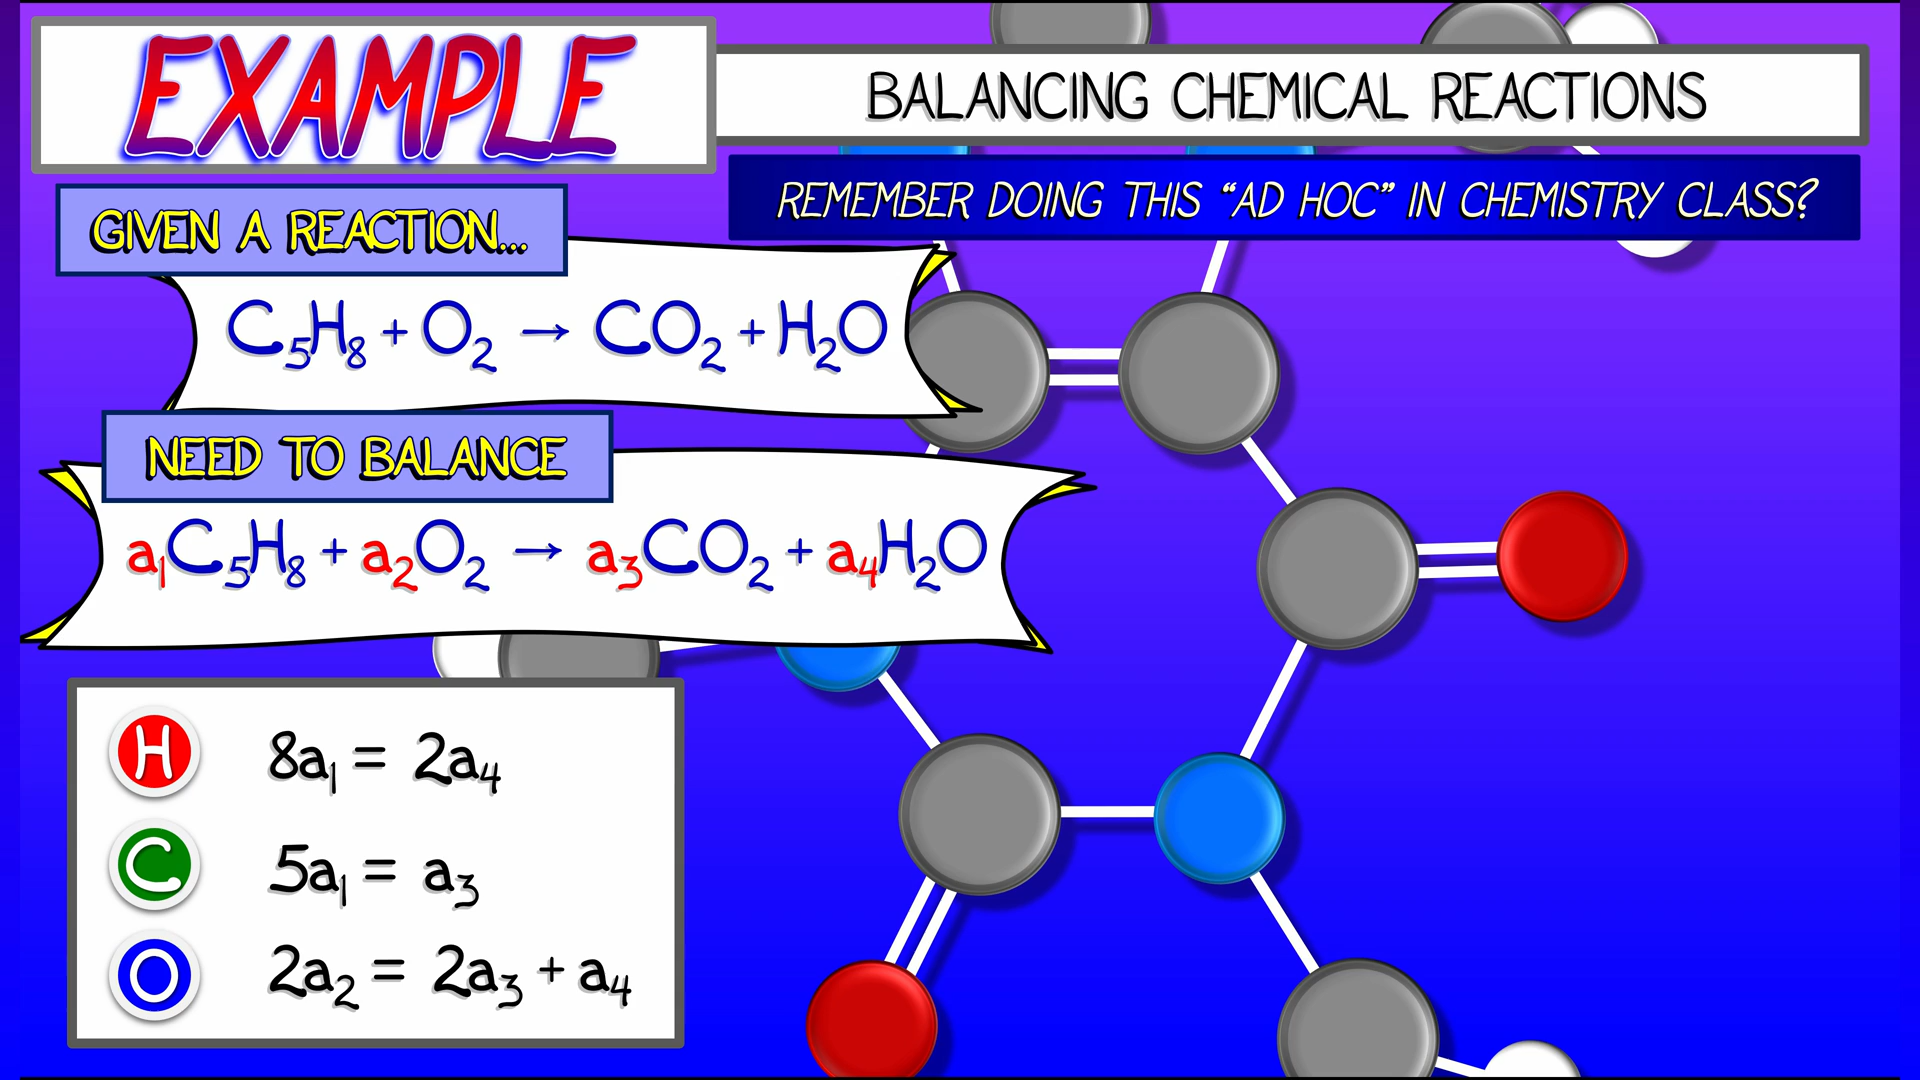 EXAMPLE
BALANCING CHEMICAL REACTIONS
REMEMBER DOING THIS “AD HOC” IN CHEMISTRY CLASS?
GIVEN A REACTION...
C₅H₈ + O₂ → CO₂ + H₂O
NEED TO BALANCE
a₁C₅H₈ + a₂O₂ → a₃CO₂ + a₄H₂O
H 8a₁ = 2a₄
C 5a₁ = a₃
O 2a₂ = 2a₃ + a₄